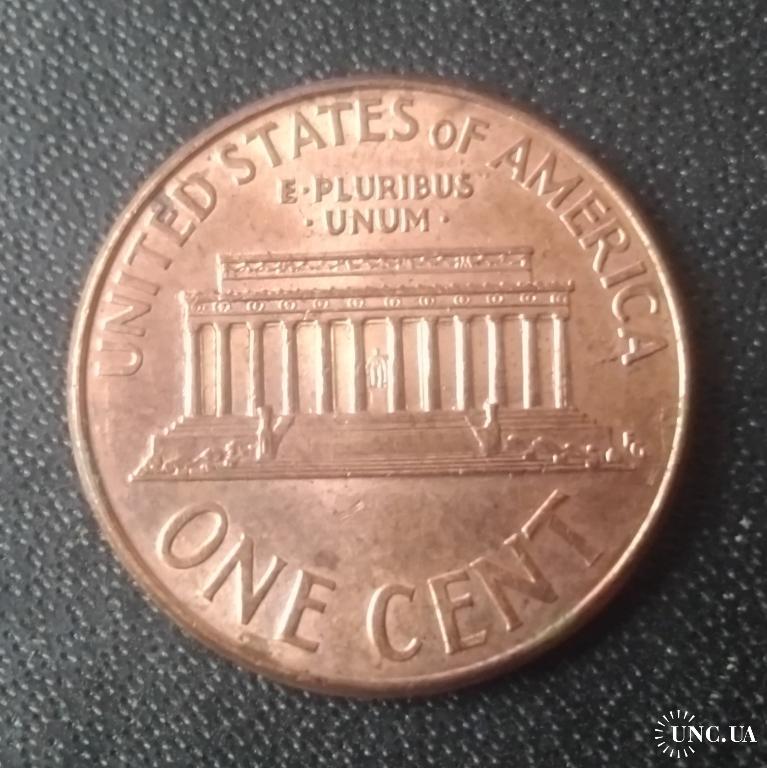 UNITED STATES OF AMERICA
E·PLURIBUS
·UNUM·
ONE CENT
UNC.UA